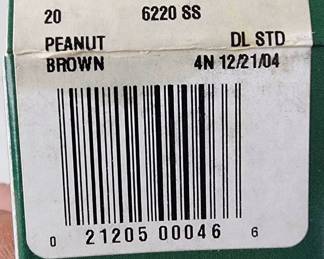 20 6220 SS
PEANUT DL STD
BROWN 4N 12/21/04
0 21205 00046 6